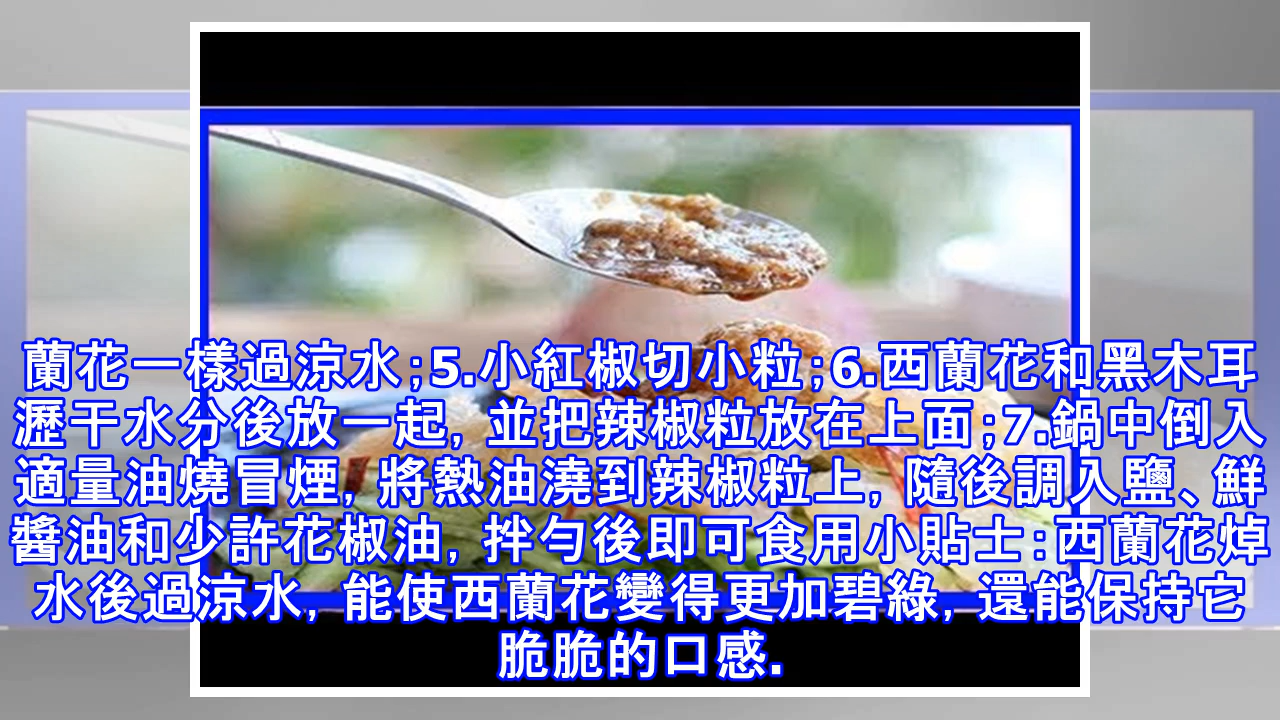 蘭花一樣過涼水;5.小紅椒切小粒;6.西蘭花和黑木耳
瀝干水分後放一起, 並把辣椒粒放在上面;7.鍋中倒入
適量油燒冒煙, 將熱油澆到辣椒粒上, 隨後調入鹽、鮮
醬油和少許花椒油, 拌勻後即可食用小貼士:西蘭花焯
水後過涼水, 能使西蘭花變得更加碧綠, 還能保持它
脆脆的口感.